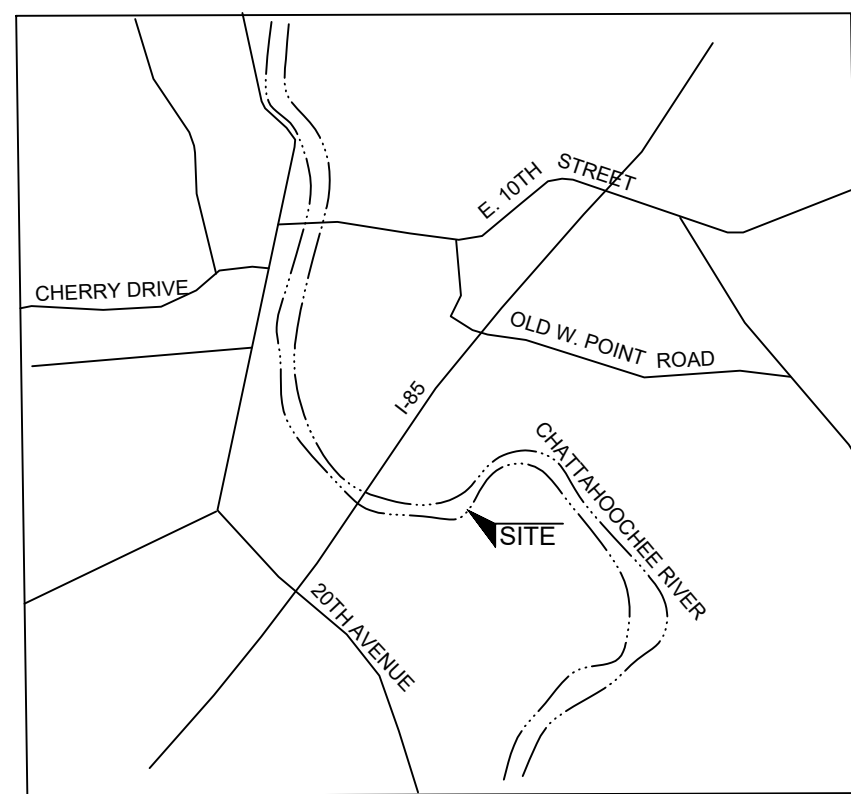 E. 10TH STREET
CHERRY DRIVE
OLD W. POINT ROAD
I-85
CHATTAHOOCHEE RIVER
SITE
20TH AVENUE